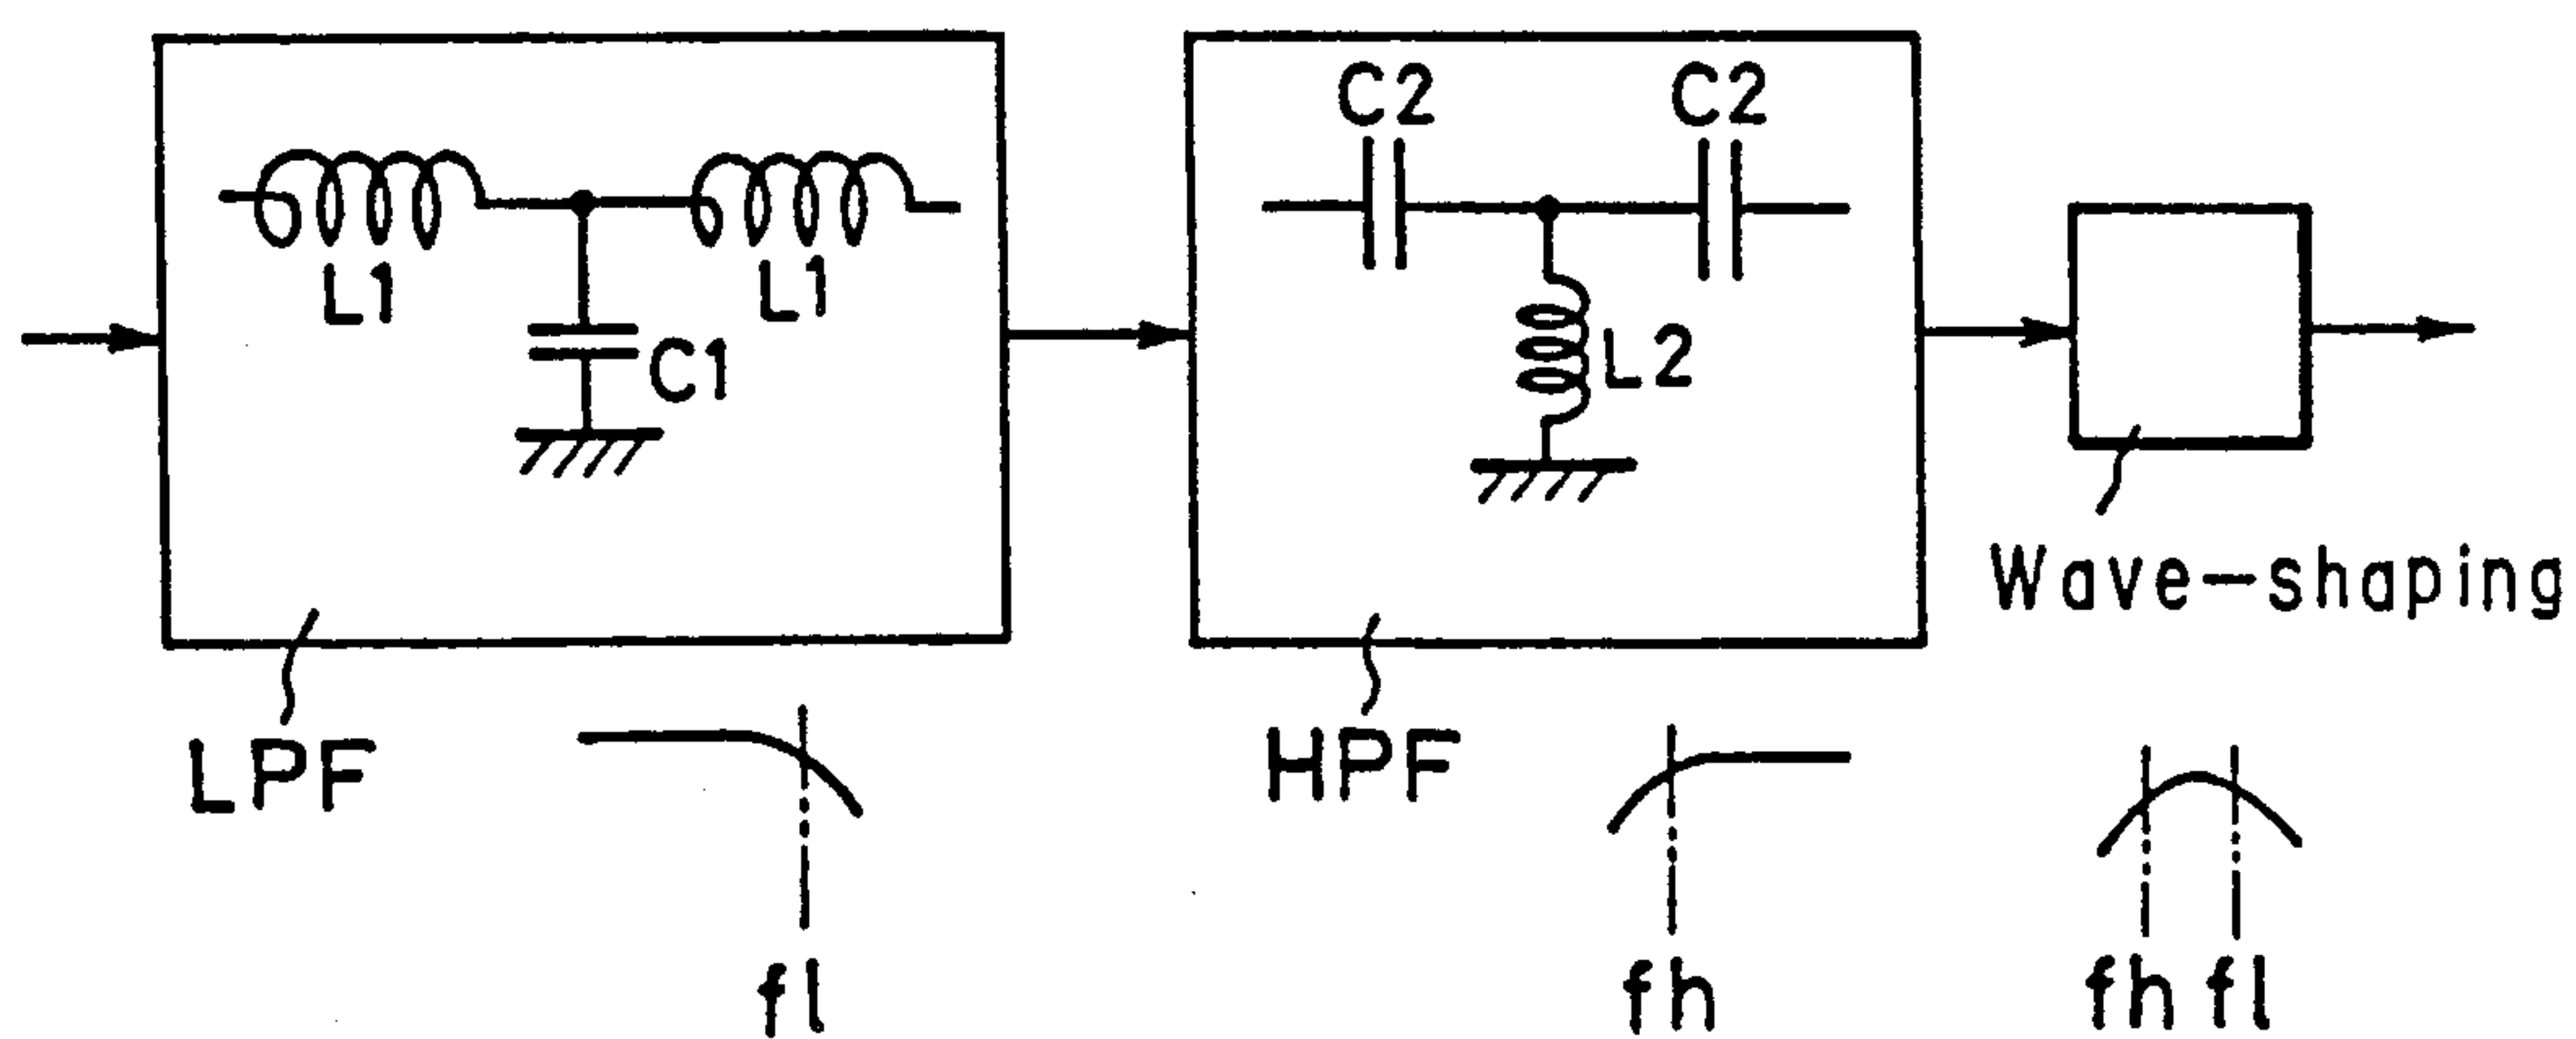 C2 C2
L1 L1
C1
L2
Wave-shaping
LPF
HPF
fl
fh
fh fl